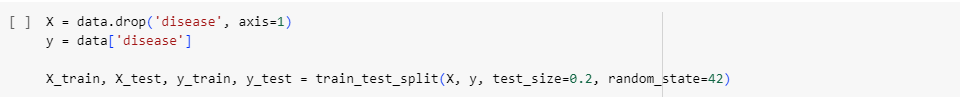 [ ] X = data.drop('disease', axis=1)
y = data['disease']
X_train, X_test, y_train, y_test = train_test_split(X, y, test_size=0.2, random_state=42)